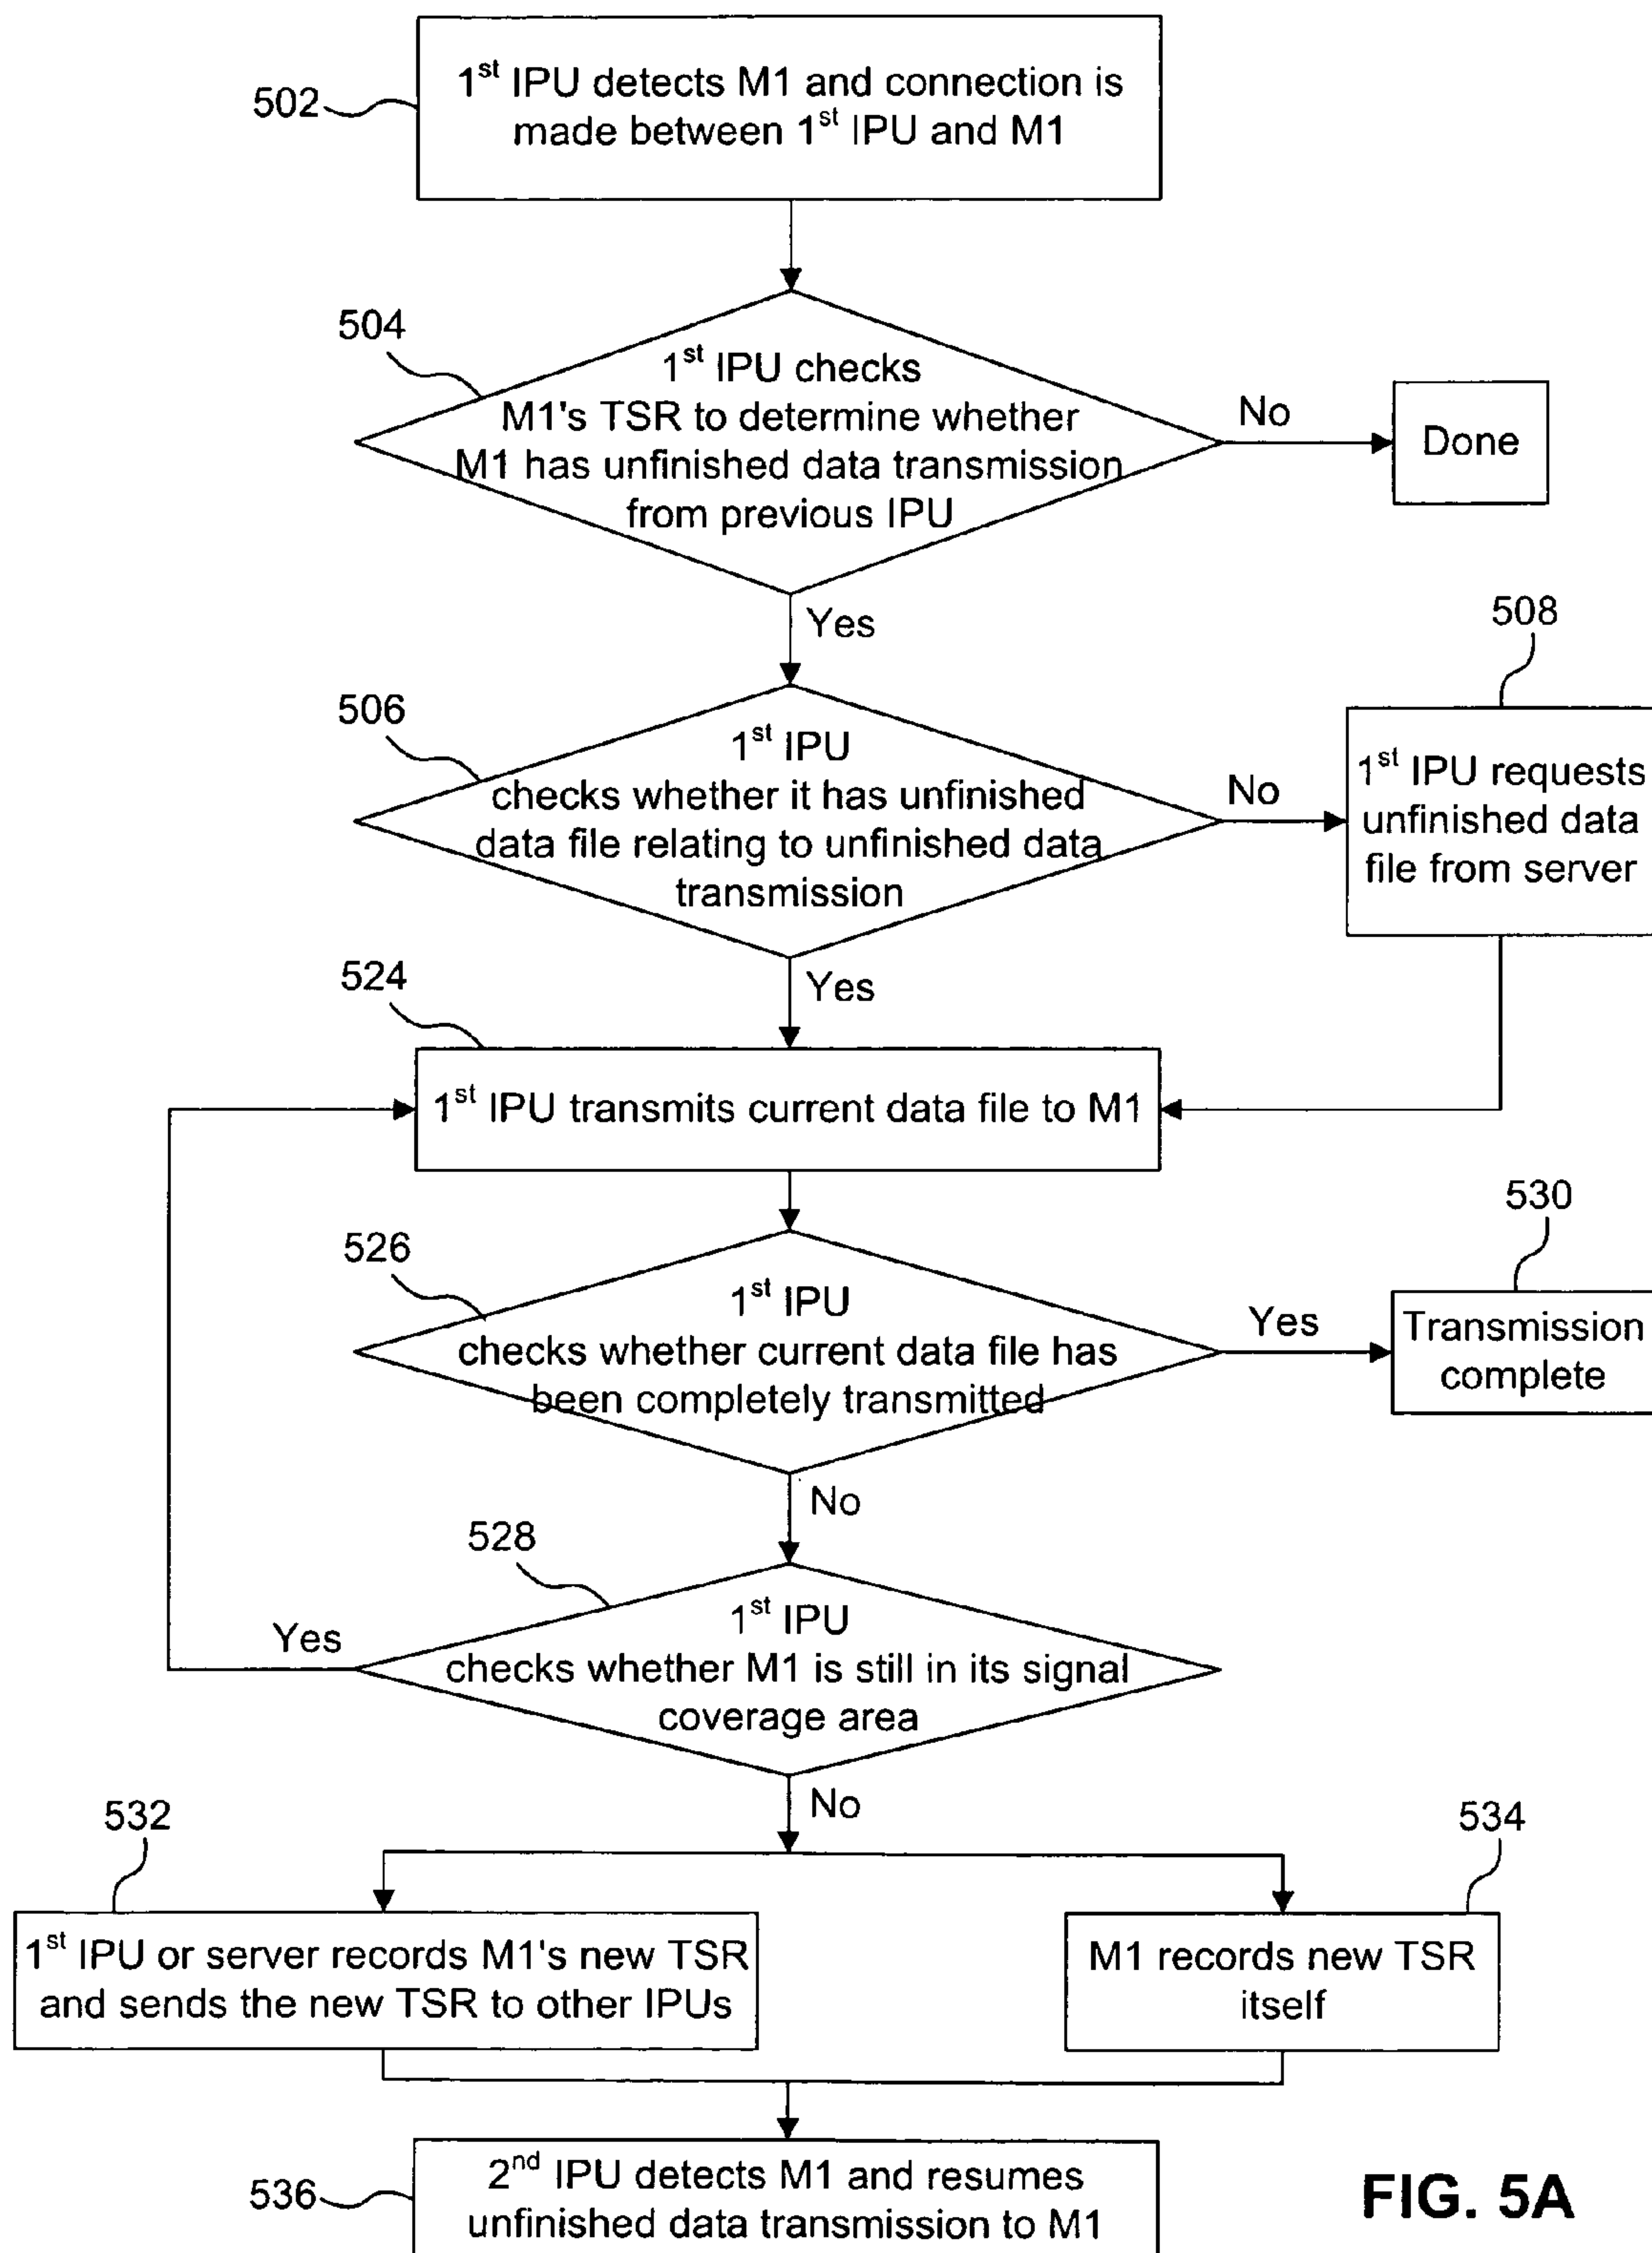 502
1st IPU detects M1 and connection is
made between 1st IPU and M1
504
1st IPU checks
M1's TSR to determine whether
M1 has unfinished data transmission
from previous IPU
No
Done
Yes
506
1st IPU
checks whether it has unfinished
data file relating to unfinished data
transmission
No
508
1st IPU requests
unfinished data
file from server
Yes
524
1st IPU transmits current data file to M1
526
1st IPU
checks whether current data file has
been completely transmitted
Yes
530
Transmission
complete
No
528
1st IPU
checks whether M1 is still in its signal
coverage area
Yes
No
532
1st IPU or server records M1's new TSR
and sends the new TSR to other IPUs
534
M1 records new TSR
itself
536
2nd IPU detects M1 and resumes
unfinished data transmission to M1
FIG. 5A